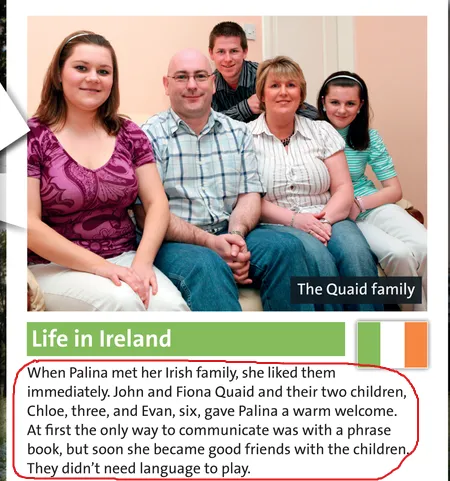 The Quaid family
Life in Ireland
When Palina met her Irish family, she liked them
immediately. John and Fiona Quaid and their two children,
Chloe, three, and Evan, six, gave Palina a warm welcome.
At first the only way to communicate was with a phrase
book, but soon she became good friends with the children.
They didn't need language to play.